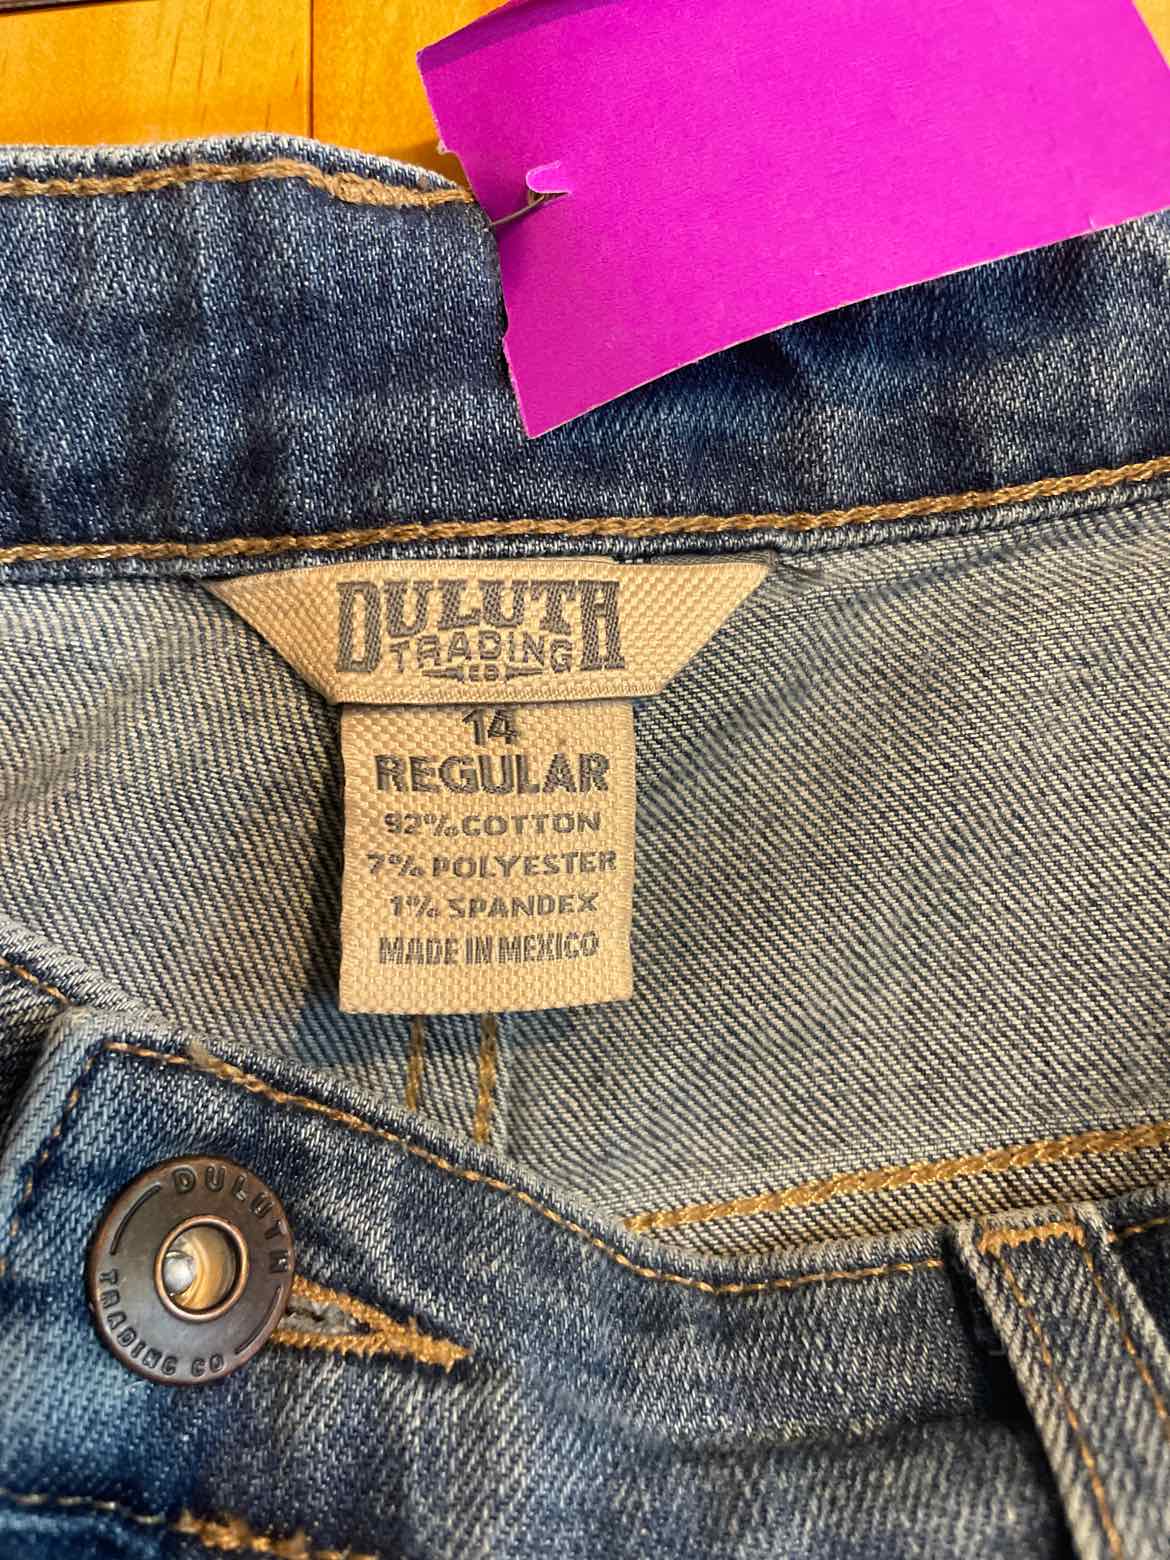 DULUTH
TRADING
CO
14
REGULAR
92% COTTON
7% POLYESTER
1% SPANDEX
MADE IN MEXICO
DULUTH
TRADING CO